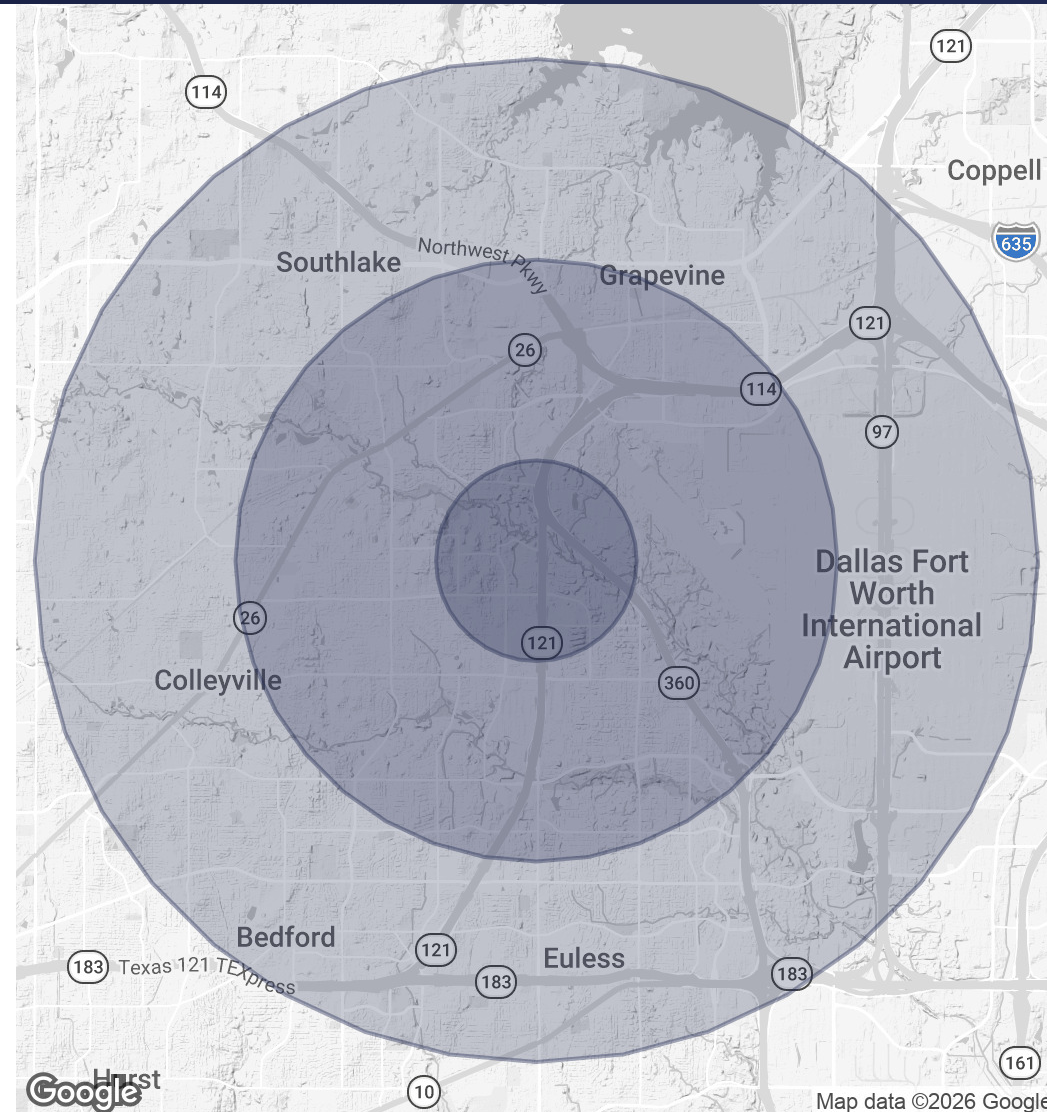 121
114
Coppell
635
Northwest Pkwy
Southlake
Grapevine
121
26
114
97
Dallas Fort
Worth
International
Airport
26
121
360
Colleyville
Bedford
121
Euless
183
Texas 121 TEXpress
183
183
161
Hurst
Google
10
Map data ©2026 Google